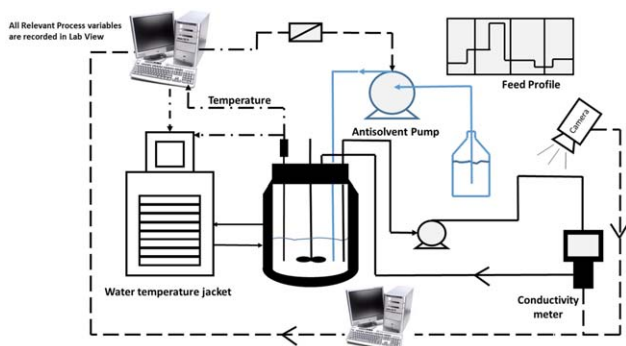 All Relevant Process variables
are recorded in Lab View
Temperature
Antisolvent Pump
Feed Profile
Camera
Water temperature jacket
Conductivity
meter